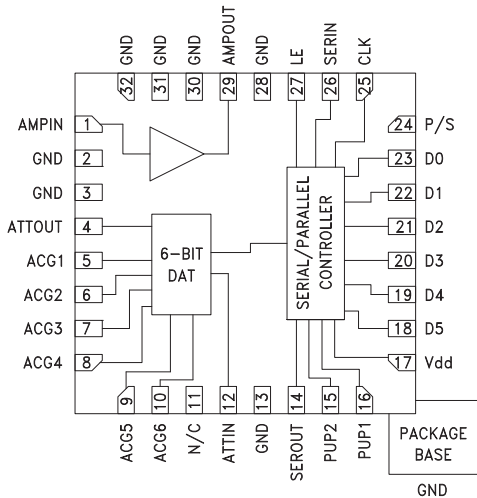 GND
GND
GND
AMPOUT
GND
LE
SERIN
CLK
32
31
30
29
28
27
26
25
AMPIN 1
GND 2
GND 3
ATTOUT 4
ACG1 5
ACG2 6
ACG3 7
ACG4 8
6-BIT
DAT
SERIAL/PARALLEL
CONTROLLER
24 P/S
23 D0
22 D1
21 D2
20 D3
19 D4
18 D5
17 Vdd
9
10
11
12
13
14
15
16
ACG5
ACG6
N/C
ATTIN
GND
SEROUT
PUP2
PUP1
PACKAGE
BASE
GND